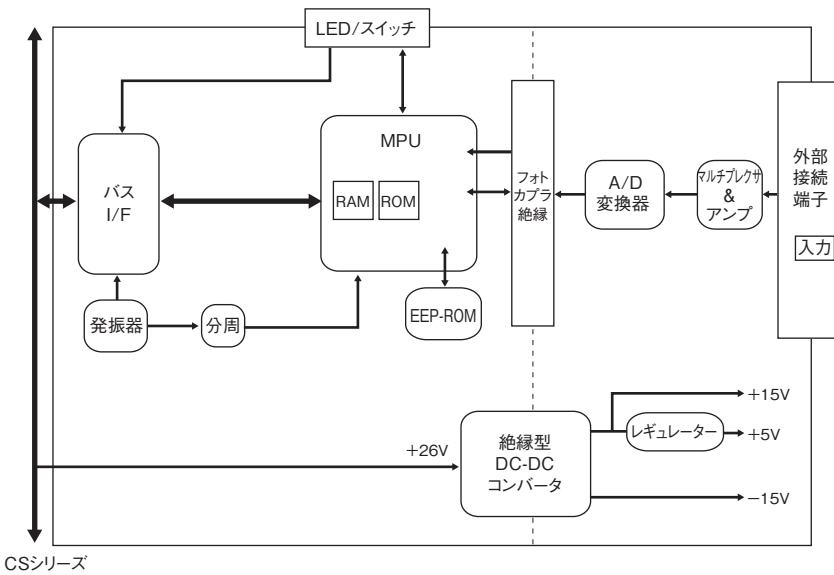 LED/スイッチ
MPU
RAM
ROM
バス
I/F
フォト
カプラ
絶縁
A/D
変換器
マルチプレクサ
&
アンプ
外部
接続
端子
入力
発振器
分周
EEP-ROM
+26V
絶縁型
DC-DC
コンバータ
+15V
レギュレーター
+5V
−15V
CSシリーズ